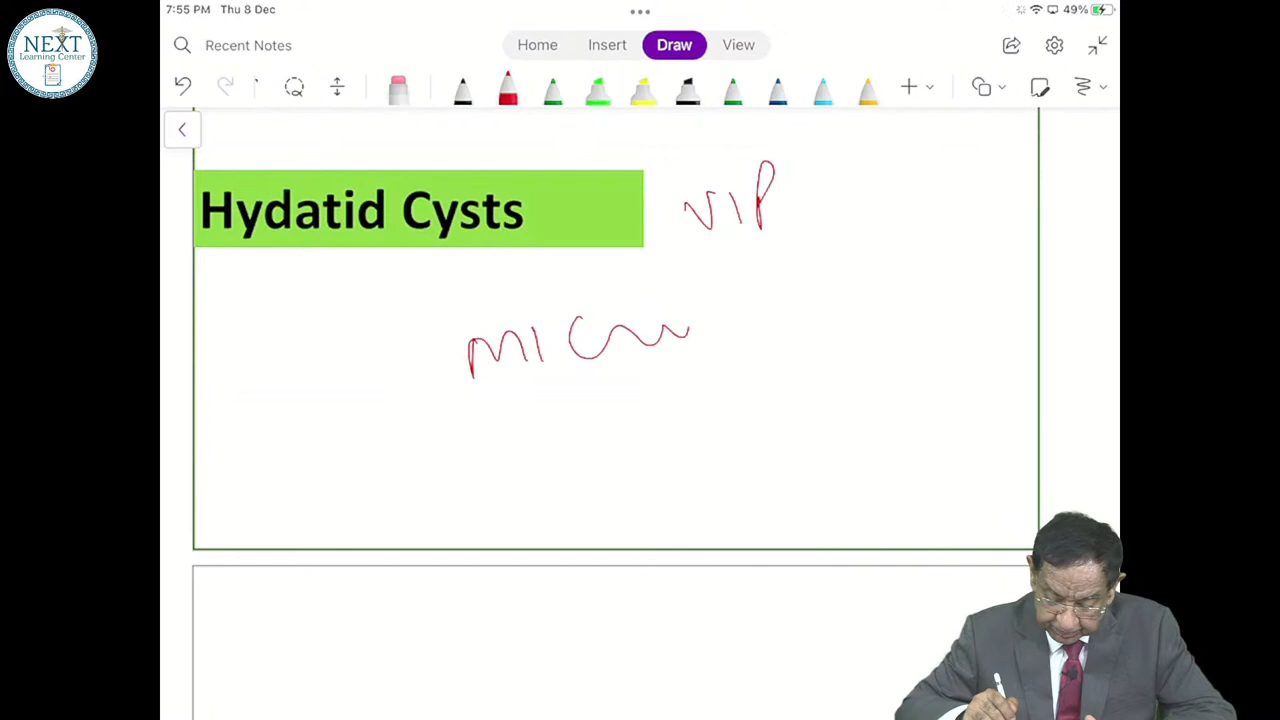 7:55 PM Thu 8 Dec
49%
NEXT
Learning Center
Recent Notes
Home Insert Draw View
Hydatid Cysts VIP